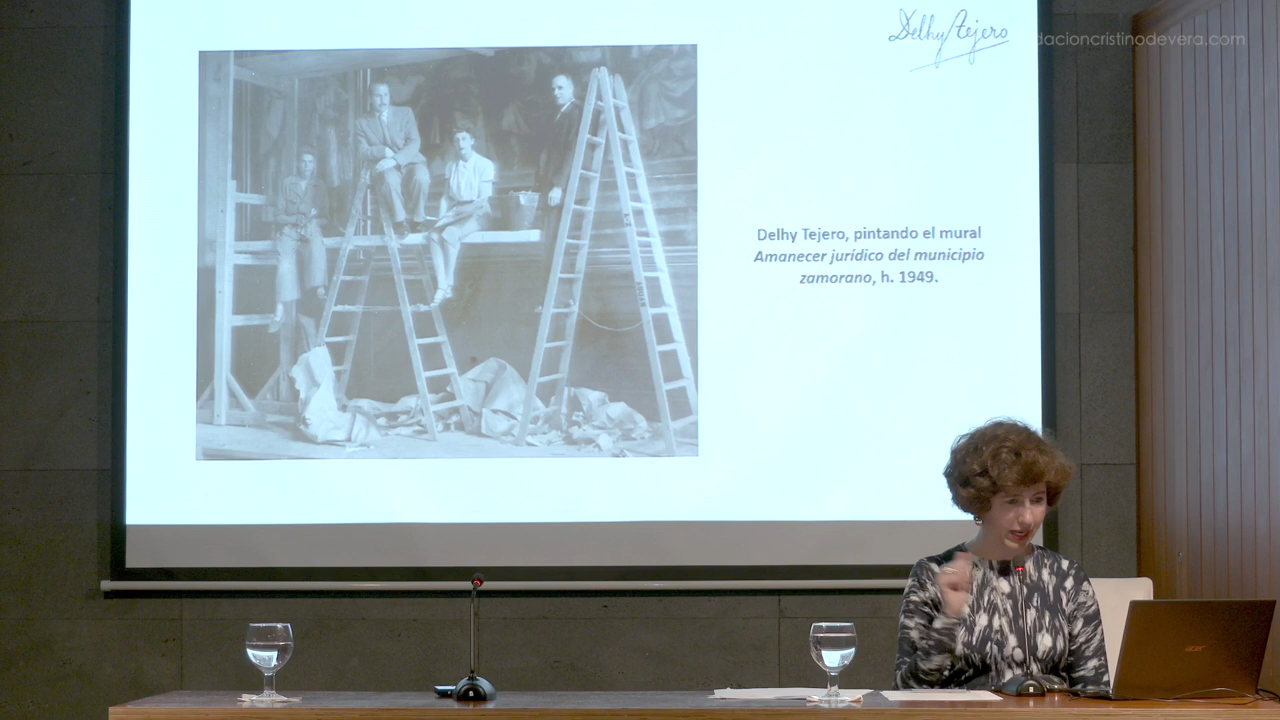 Delhy Tejero
dacioncristinodevera.com
Delhy Tejero, pintando el mural
Amanecer jurídico del municipio
zamorano, h. 1949.
acer